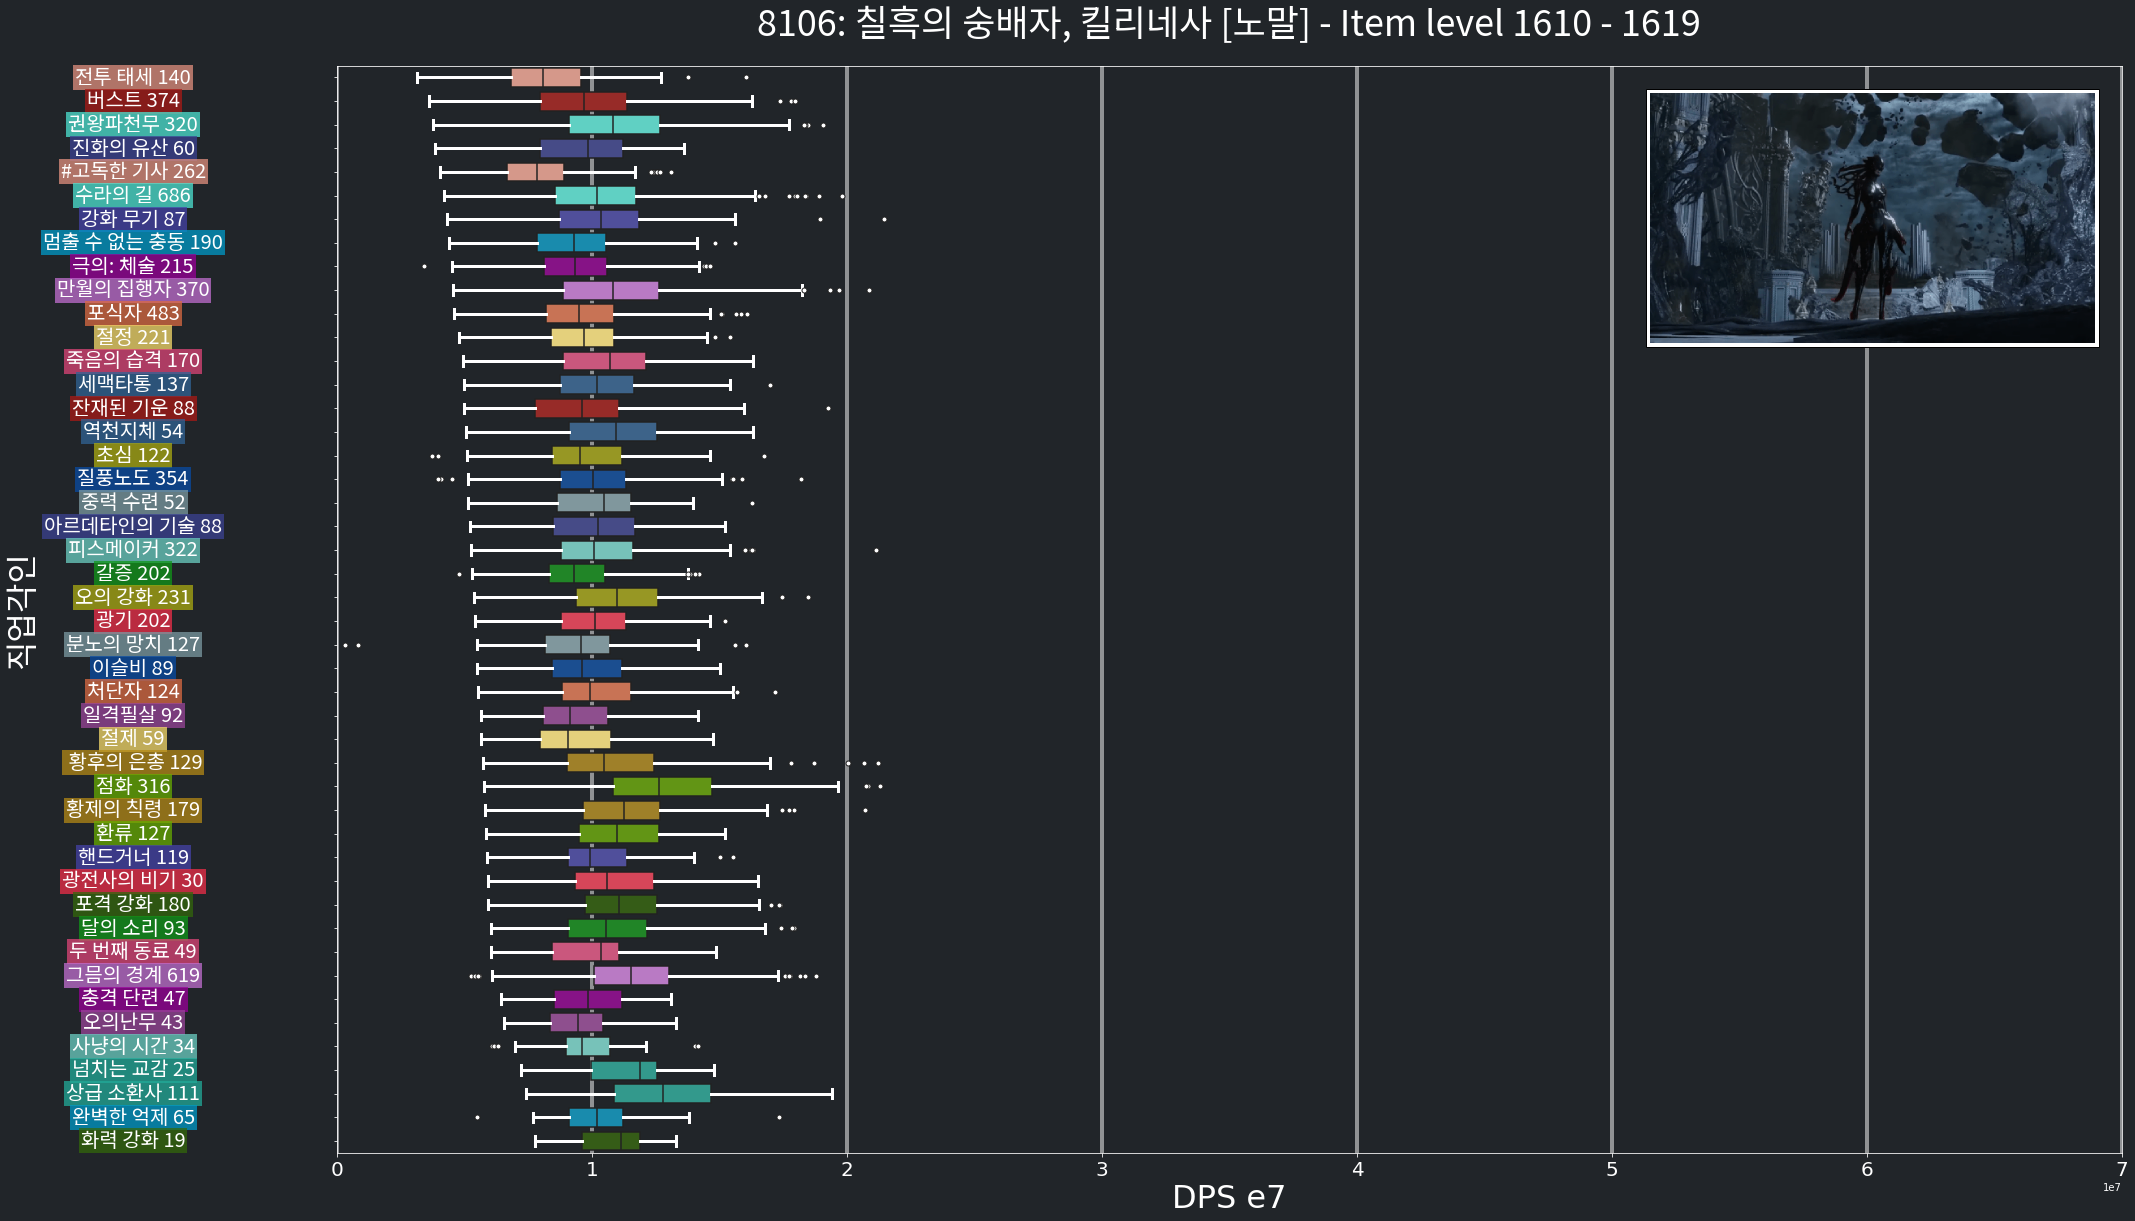 8106: 칠흑의 숭배자, 킬리네사 [노말] - Item level 1610 - 1619
전투 태세 140
버스트 374
권왕파천무 320
진화의 유산 60
#고독한 기사 262
수라의 길 686
강화 무기 87
멈출 수 없는 충동 190
극의: 체술 215
만월의 집행자 370
포식자 483
절정 221
죽음의 습격 170
세맥타통 137
잔재된 기운 88
역천지체 54
초심 122
질풍노도 354
중력 수련 52
아르데타인의 기술 88
피스메이커 322
갈증 202
오의 강화 231
광기 202
분노의 망치 127
이슬비 89
처단자 124
일격필살 92
절제 59
황후의 은총 129
점화 316
황제의 칙령 179
환류 127
핸드거너 119
광전사의 비기 30
포격 강화 180
달의 소리 93
두 번째 동료 49
그믐의 경계 619
충격 단련 47
오의난무 43
사냥의 시간 34
넘치는 교감 25
상급 소환사 111
완벽한 억제 65
화력 강화 19
직업각인
0 1 2 3 4 5 6 7
1e7
DPS e7